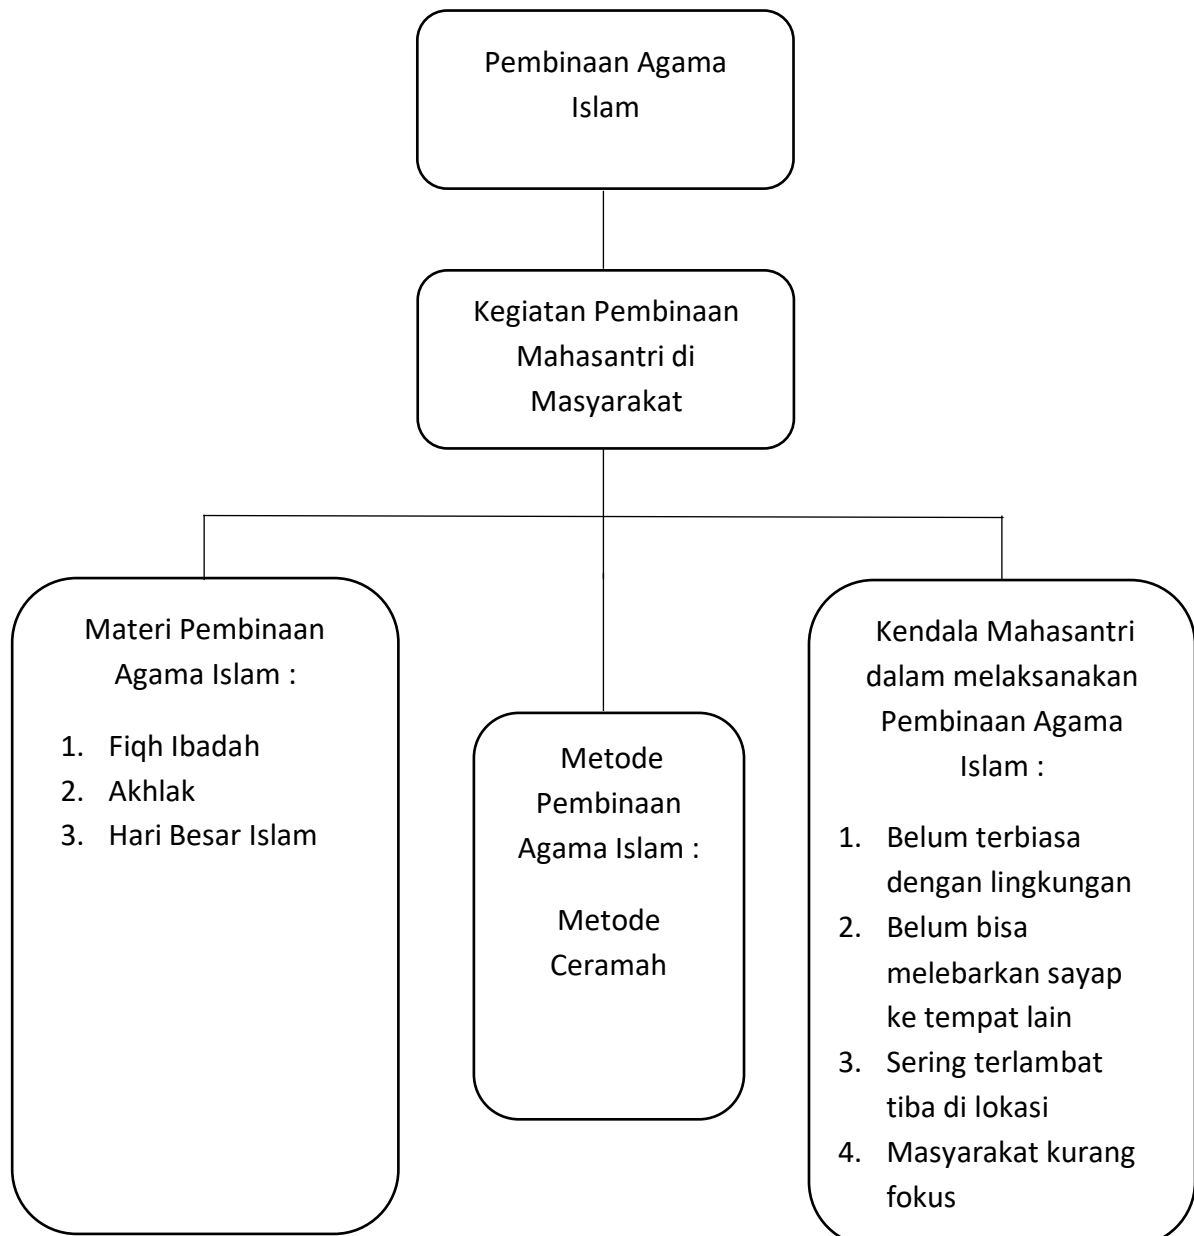 Pembinaan Agama
Islam
Kegiatan Pembinaan
Mahasantri di
Masyarakat
Materi Pembinaan
Agama Islam :
1. Fiqh Ibadah
2. Akhlak
3. Hari Besar Islam
Metode
Pembinaan
Agama Islam :
Metode
Ceramah
Kendala Mahasantri
dalam melaksanakan
Pembinaan Agama
Islam :
1. Belum terbiasa
dengan lingkungan
2. Belum bisa
melebarkan sayap
ke tempat lain
3. Sering terlambat
tiba di lokasi
4. Masyarakat kurang
fokus